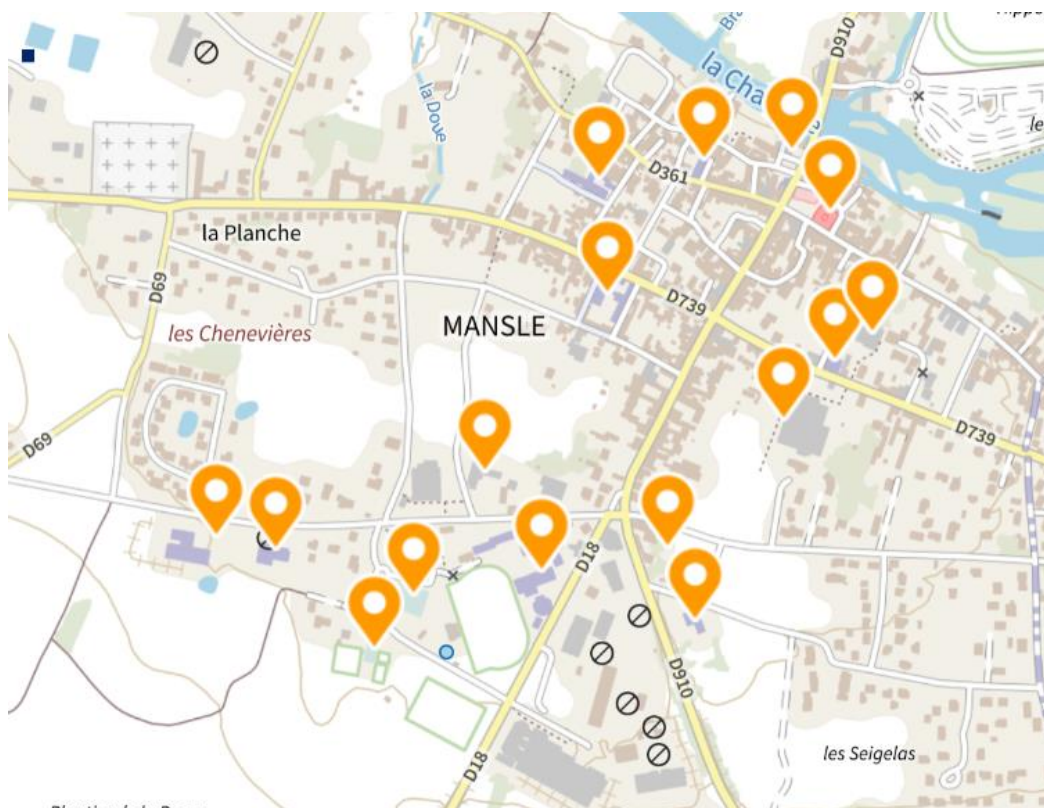 la Cha
D910
la Doue
D361
la Planche
D69
D739
les Chenevières
MANSLE
D69
D739
D18
D910
D18
les Seigelas